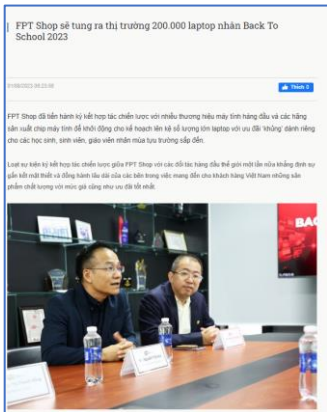 FPT Shop sẽ tung ra thị trường 200.000 laptop nhân Back To
School 2023
Thích 0
FPT Shop đã tiến hành ký kết hợp tác chiến lược với nhiều thương hiệu máy tính hàng đầu và các hãng
sản xuất chip máy tính để khởi động cho kế hoạch lên kệ số lượng lớn laptop với ưu đãi 'khủng' dành riêng
cho các học sinh, sinh viên, giáo viên nhân mùa tựu trường sắp đến.
Loạt sự kiện ký kết hợp tác chiến lược giữa FPT Shop với các đối tác hàng đầu thế giới một lần nữa khẳng định sự
gắn kết mật thiết và đồng hành lâu dài của các bên trong việc mang đến cho khách hàng Việt Nam những sản
phẩm chất lượng với mức giá cũng như ưu đãi tốt nhất.
BAC